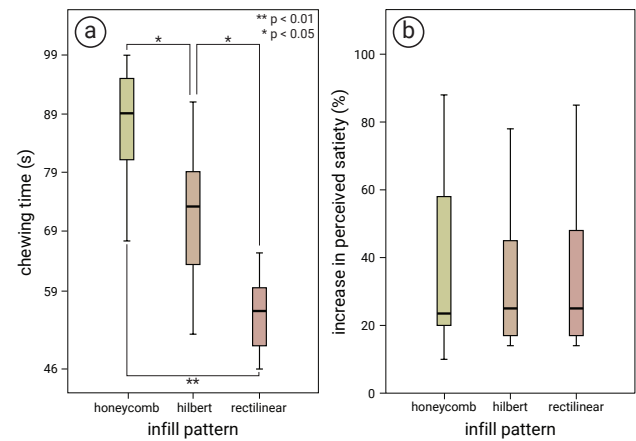 a
** p < 0.01
* p < 0.05
* *
99
89
79
69
59
46
**
chewing time (s)
honeycomb hilbert rectilinear
infill pattern
b
100
80
60
40
20
0
increase in perceived satiety (%)
honeycomb hilbert rectilinear
infill pattern